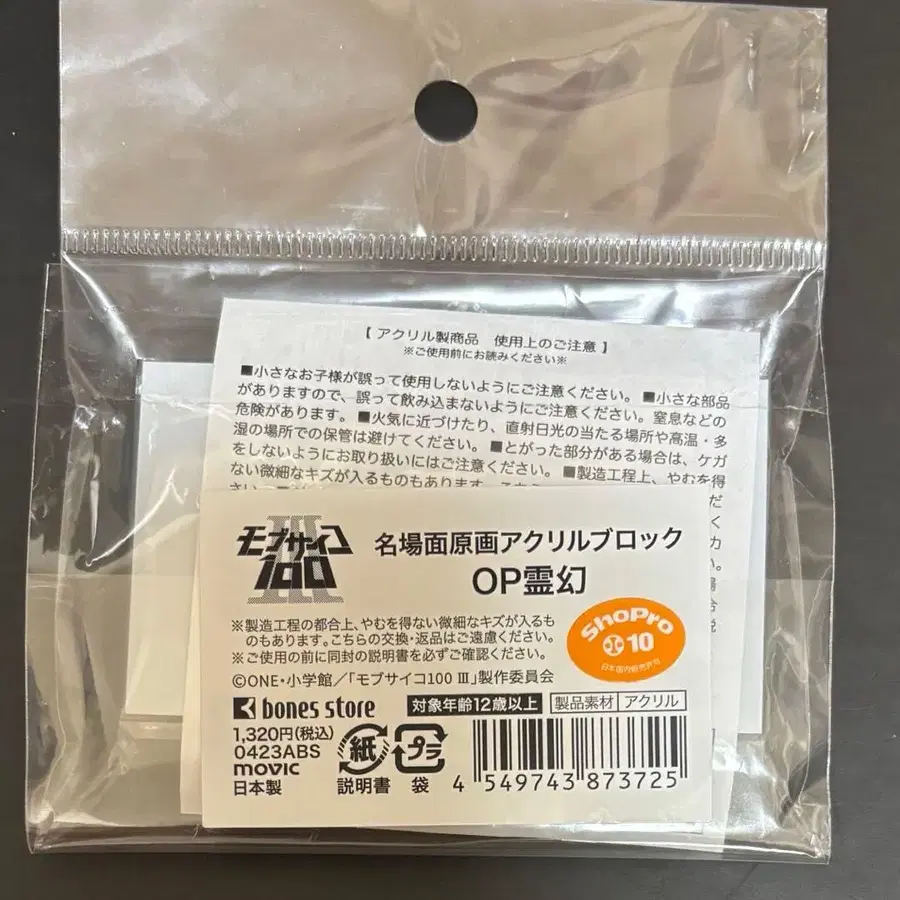 【 アクリル製商品　使用上のご注意 】
※ご使用前にお読みください※
■小さなお子様が誤って使用しないようにご注意ください。 ■小さな部品
がありますので、誤って飲み込まないようにご注意ください。窒息などの
危険があります。 ■火気に近づけたり、直射日光の当たる場所や高温・多
湿の場所での保管は避けてください。 ■とがった部分がある場合は、ケガ
をしないようにお取り扱いにはご注意ください。 ■製造工程上、やむを得
ない微細なキズが入るものもあります。
モブサイコ
100
III
名場面原画アクリルブロック
OP霊幻
※製造工程の都合上、やむを得ない微細なキズが入るも
のもあります。こちらの交換・返品はご遠慮ください。
※ご使用の前に同封の説明書を必ずご確認ください。
©ONE・小学館／「モブサイコ100 Ⅲ」製作委員会
ShoPro
10
日本国内販売許可
bones store
対象年齢12歳以上
製品素材 アクリル
1,320円(税込)
0423ABS
movic
日本製
紙
説明書
プラ
袋
4 549743 873725